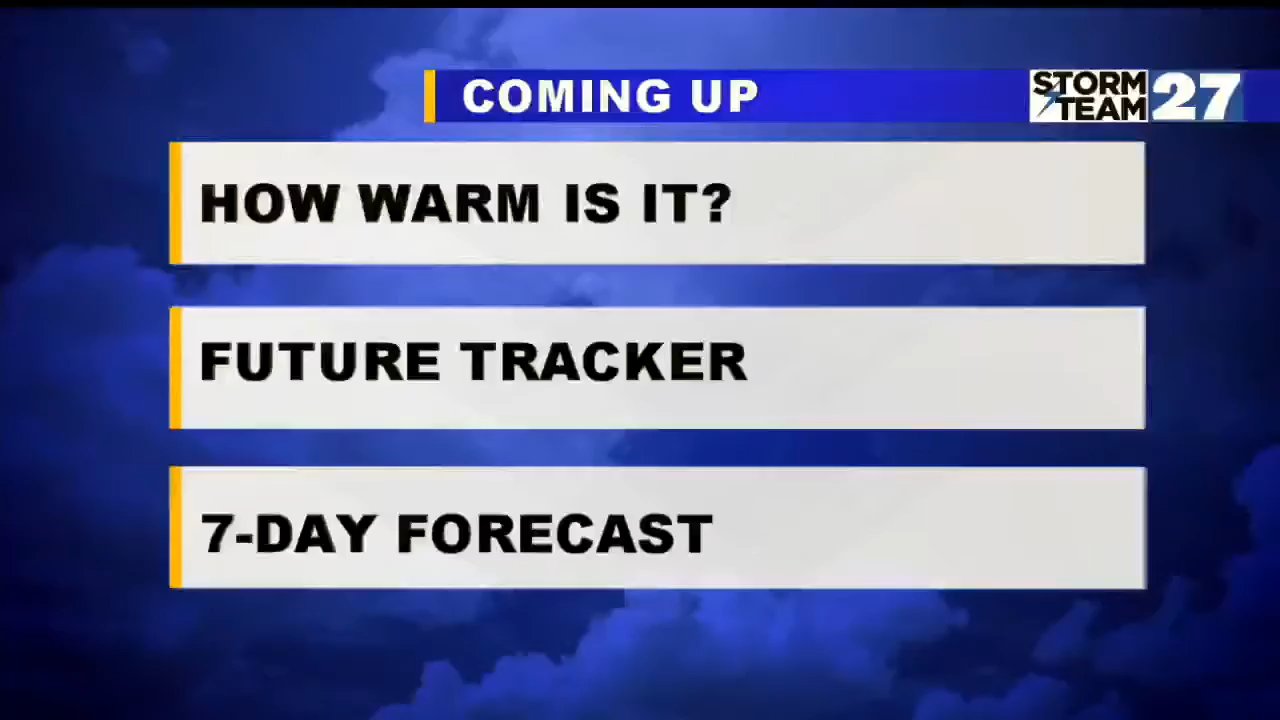 COMING UP
STORM
TEAM
27
HOW WARM IS IT?
FUTURE TRACKER
7-DAY FORECAST